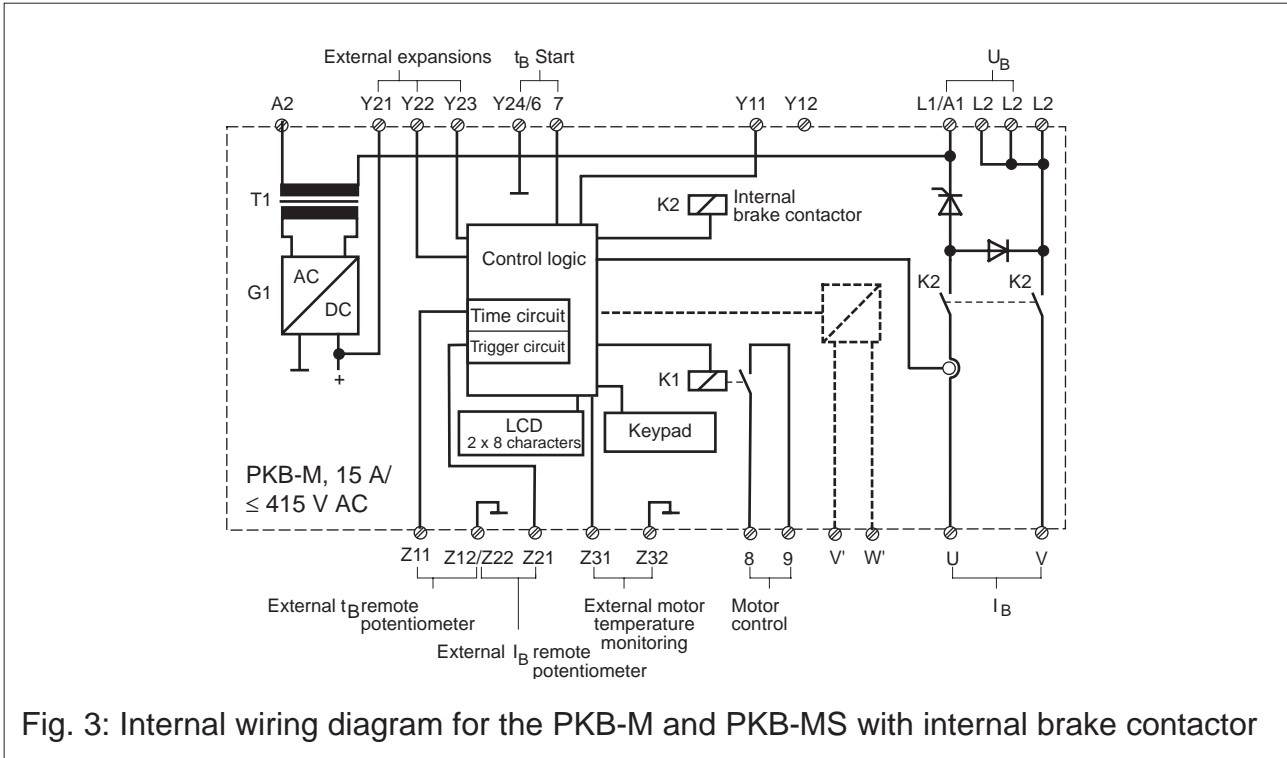 External expansions
tB Start
UB
A2
Y21 Y22 Y23 Y24/6 7
Y11 Y12
L1/A1 L2 L2 L2
T1
K2
Internal
brake contactor
Control logic
AC
DC
G1
+
K2
K2
Time circuit
Trigger circuit
K1
LCD
2 x 8 characters
Keypad
PKB-M, 15 A/
≤ 415 V AC
Z11 Z12/Z22 Z21 Z31 Z32
8 9 V' W' U V
External tB remote
potentiometer
External IB remote
potentiometer
External motor
temperature
monitoring
Motor
control
IB
Fig. 3: Internal wiring diagram for the PKB-M and PKB-MS with internal brake contactor